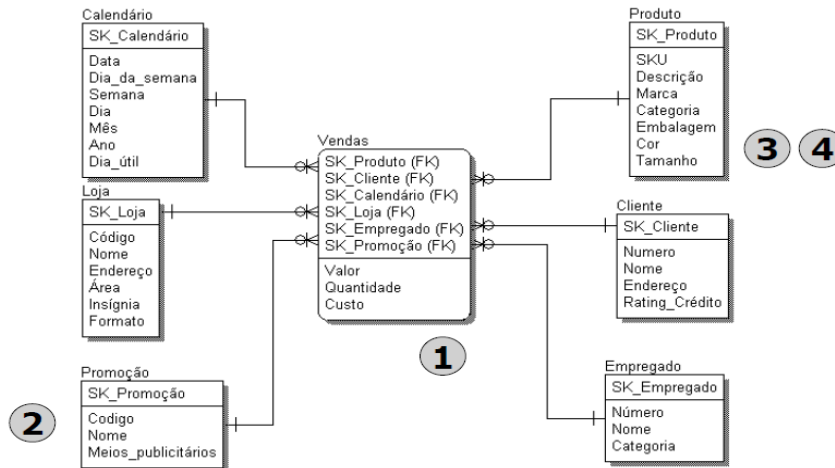 Calendário
SK_Calendário
Data
Dia_da_semana
Semana
Dia
Mês
Ano
Dia_útil
Loja
SK_Loja
Código
Nome
Endereço
Área
Insígnia
Formato
Promoção
SK_Promoção
Codigo
Nome
Meios_publicitários
2
Vendas
SK_Produto (FK)
SK_Cliente (FK)
SK_Calendário (FK)
SK_Loja (FK)
SK_Empregado (FK)
SK_Promoção (FK)
Valor
Quantidade
Custo
1
Produto
SK_Produto
SKU
Descrição
Marca
Categoria
Embalagem
Cor
Tamanho
3 4
Cliente
SK_Cliente
Numero
Nome
Endereço
Rating_Crédito
Empregado
SK_Empregado
Número
Nome
Categoria